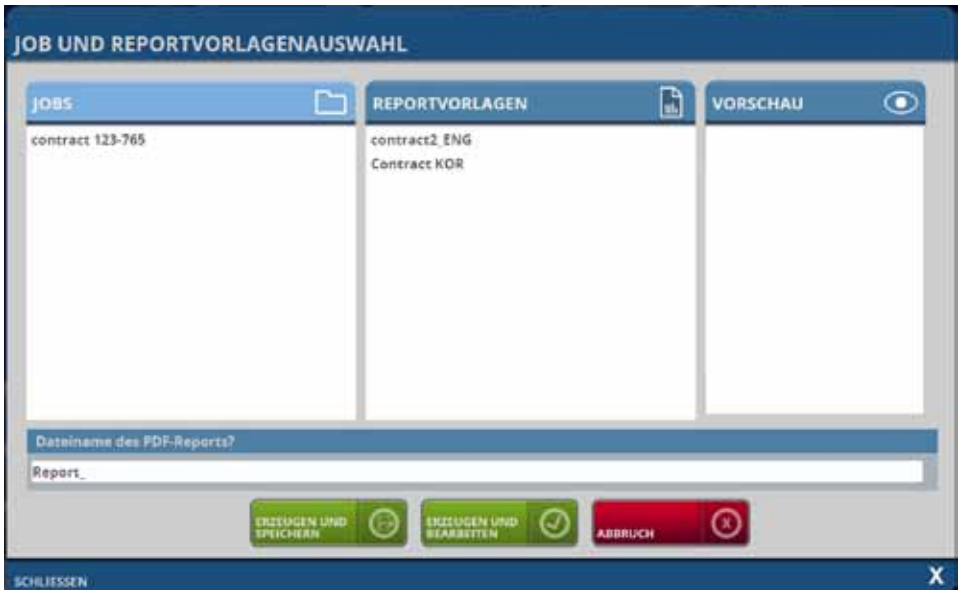 JOB UND REPORTVORLAGENAUSWAHL
JOBS
contract 123-765
REPORTVORLAGEN
contract2_ENG
Contract KOR
VORSCHAU
Dateiname des PDF-Reports?
Report_
ERZEUGEN UND
SPEICHERN
ERZEUGEN UND
BEARBEITEN
ABBRUCH
X
SCHLIESSEN
X